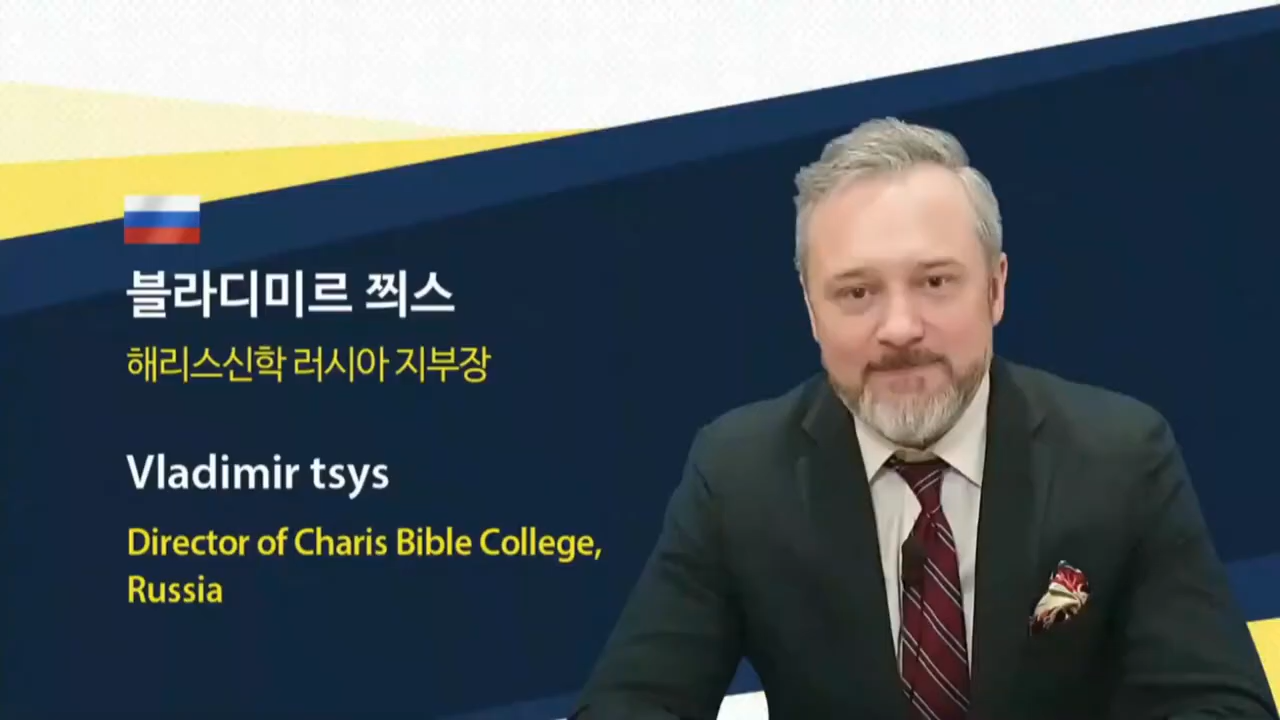 블라디미르 쯰스
해리스신학 러시아 지부장
Vladimir tsys
Director of Charis Bible College,
Russia